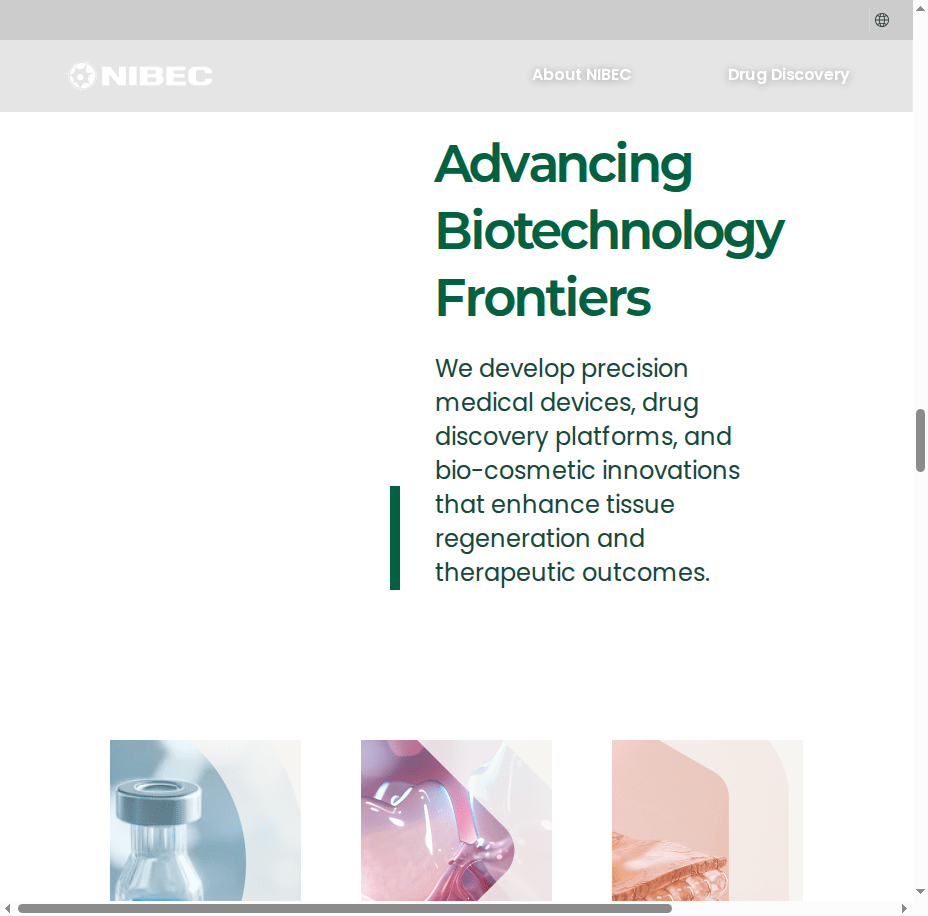 NIBEC
About NIBEC
Drug Discovery
Advancing
Biotechnology
Frontiers
We develop precision
medical devices, drug
discovery platforms, and
bio-cosmetic innovations
that enhance tissue
regeneration and
therapeutic outcomes.